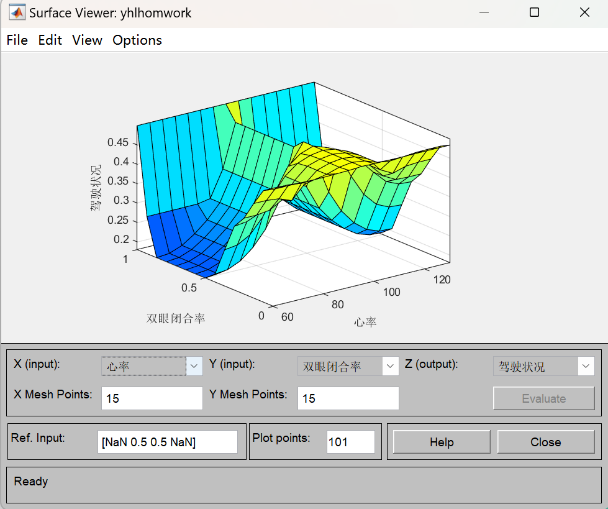 Surface Viewer: yhlhomwork
File Edit View Options
0.45
0.4
0.35
0.3
0.25
0.2
驾驶状况
1
0.5
0
双眼闭合率
60
80
100
120
心率
X (input): 心率 Y (input): 双眼闭合率 Z (output): 驾驶状况
X Mesh Points: 15 Y Mesh Points: 15 Evaluate
Ref. Input: [NaN 0.5 0.5 NaN] Plot points: 101 Help Close
Ready